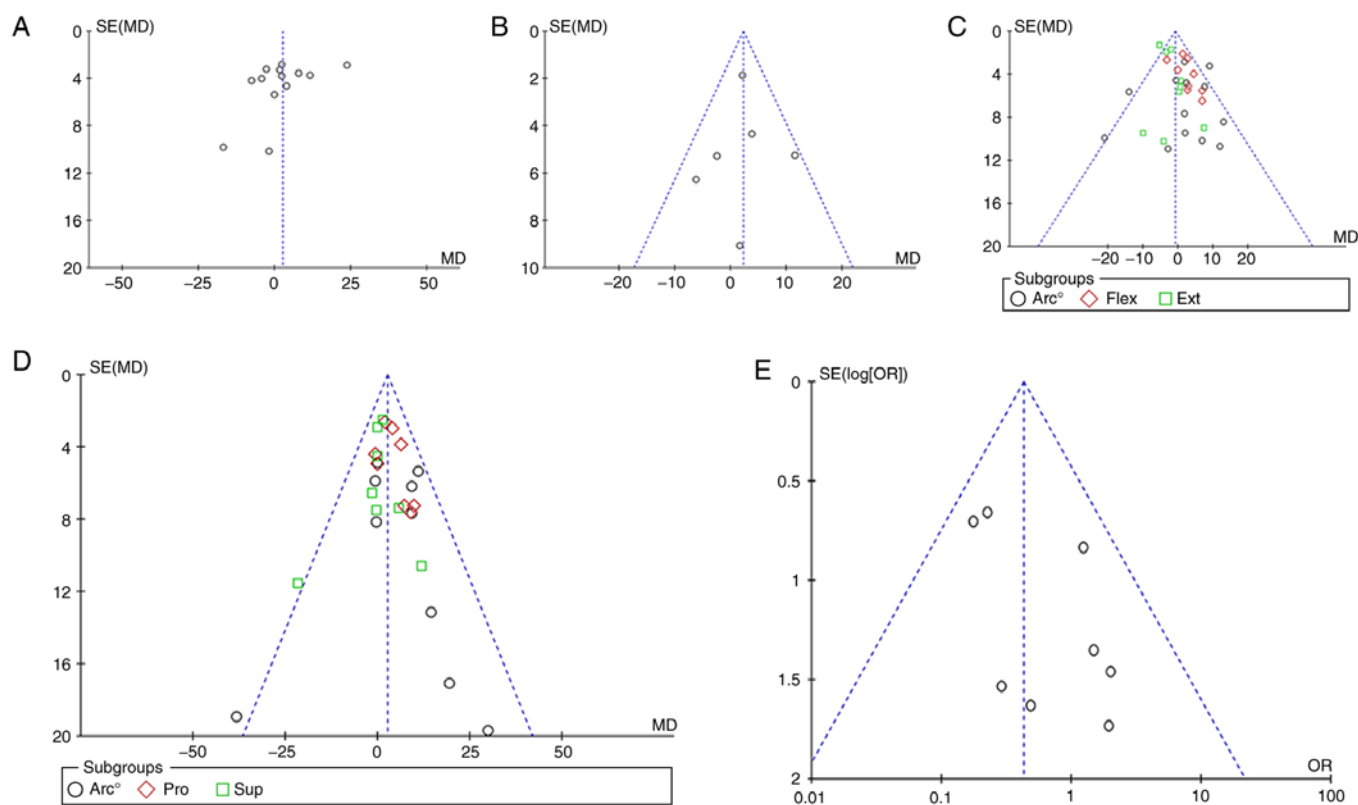 A
SE(MD)
0
4
8
12
16
20
−50
−25
0
25
50
MD
B
SE(MD)
0
2
4
6
8
10
−20
−10
0
10
20
MD
C
SE(MD)
0
4
8
12
16
20
−20
−10
0
10
20
MD
Subgroups
Arc° Flex Ext
D
SE(MD)
0
4
8
12
16
20
−50
−25
0
25
50
MD
Subgroups
Arc° Pro Sup
E
SE(log[OR])
0
0.5
1
1.5
2
0.01
0.1
1
10
100
OR